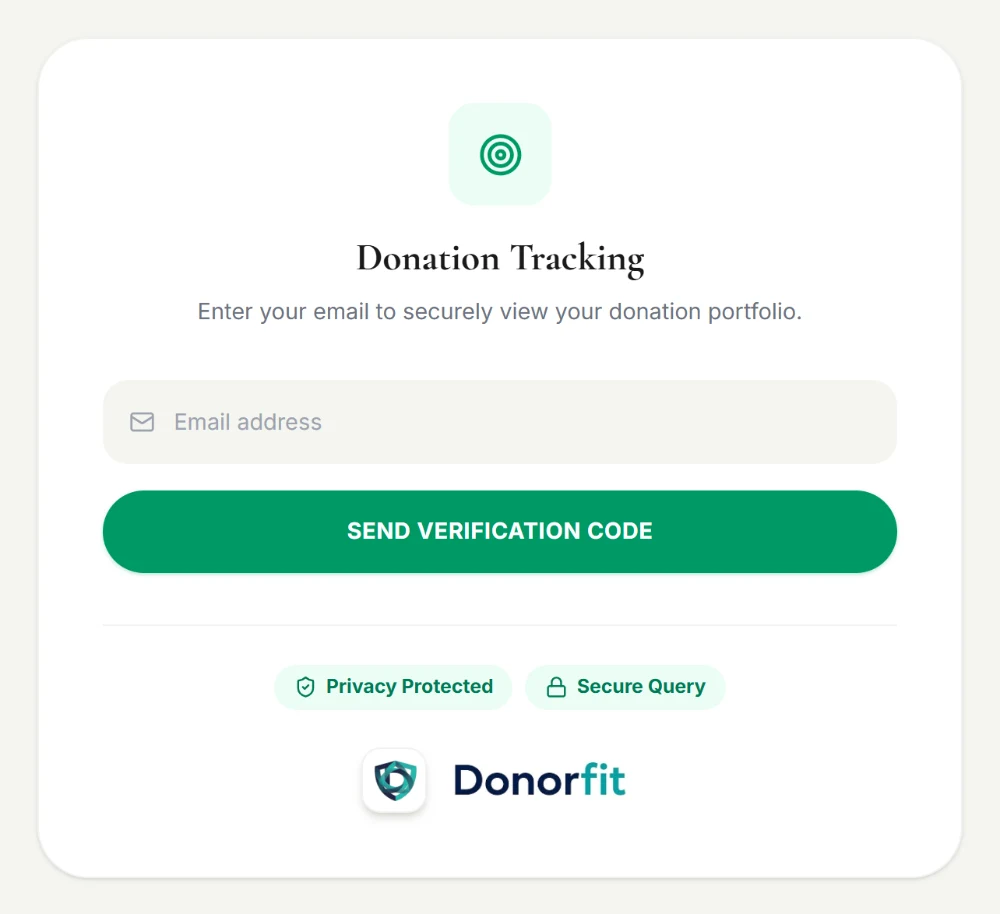 Donation Tracking
Enter your email to securely view your donation portfolio.
Email address
SEND VERIFICATION CODE
Privacy Protected
Secure Query
Donorfit